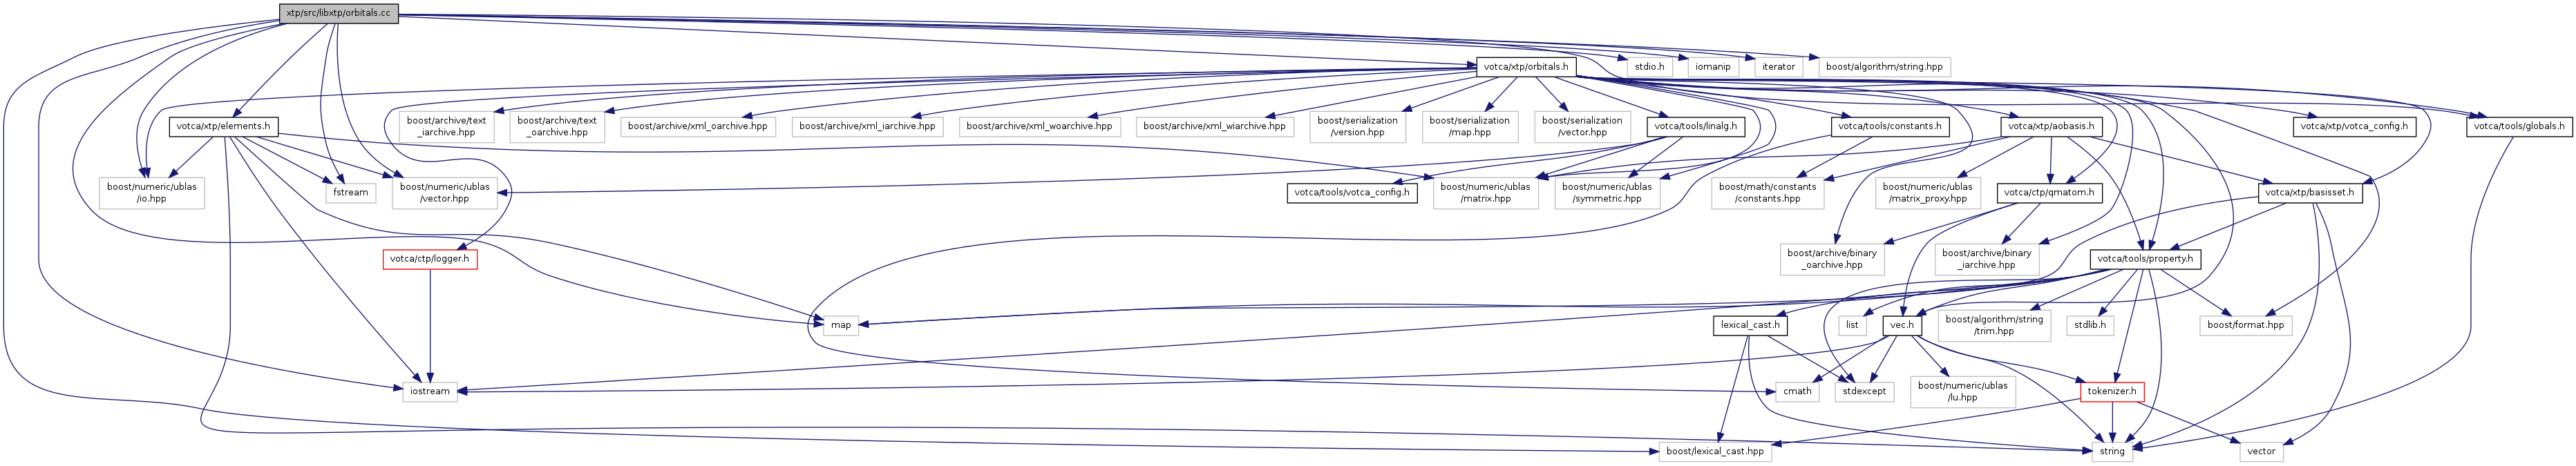 xtp/src/libxtp/orbitals.cc
votca/xtp/orbitals.h
stdio.h
iomanip
iterator
boost/algorithm/string.hpp
votca/xtp/elements.h
boost/archive/text
_iarchive.hpp
boost/archive/text
_oarchive.hpp
boost/archive/xml_oarchive.hpp
boost/archive/xml_iarchive.hpp
boost/archive/xml_woarchive.hpp
boost/archive/xml_wiarchive.hpp
boost/serialization
/version.hpp
boost/serialization
/map.hpp
boost/serialization
/vector.hpp
votca/tools/linalg.h
votca/tools/constants.h
votca/xtp/aobasis.h
votca/xtp/votca_config.h
votca/tools/globals.h
boost/numeric/ublas
/io.hpp
fstream
boost/numeric/ublas
/vector.hpp
votca/tools/votca_config.h
boost/numeric/ublas
/matrix.hpp
boost/numeric/ublas
/symmetric.hpp
boost/math/constants
/constants.hpp
boost/numeric/ublas
/matrix_proxy.hpp
votca/ctp/qmatom.h
votca/xtp/basisset.h
votca/ctp/logger.h
boost/archive/binary
_oarchive.hpp
boost/archive/binary
_iarchive.hpp
votca/tools/property.h
map
lexical_cast.h
list
vec.h
boost/algorithm/string
/trim.hpp
stdlib.h
boost/format.hpp
iostream
cmath
stdexcept
boost/numeric/ublas
/lu.hpp
tokenizer.h
boost/lexical_cast.hpp
string
vector